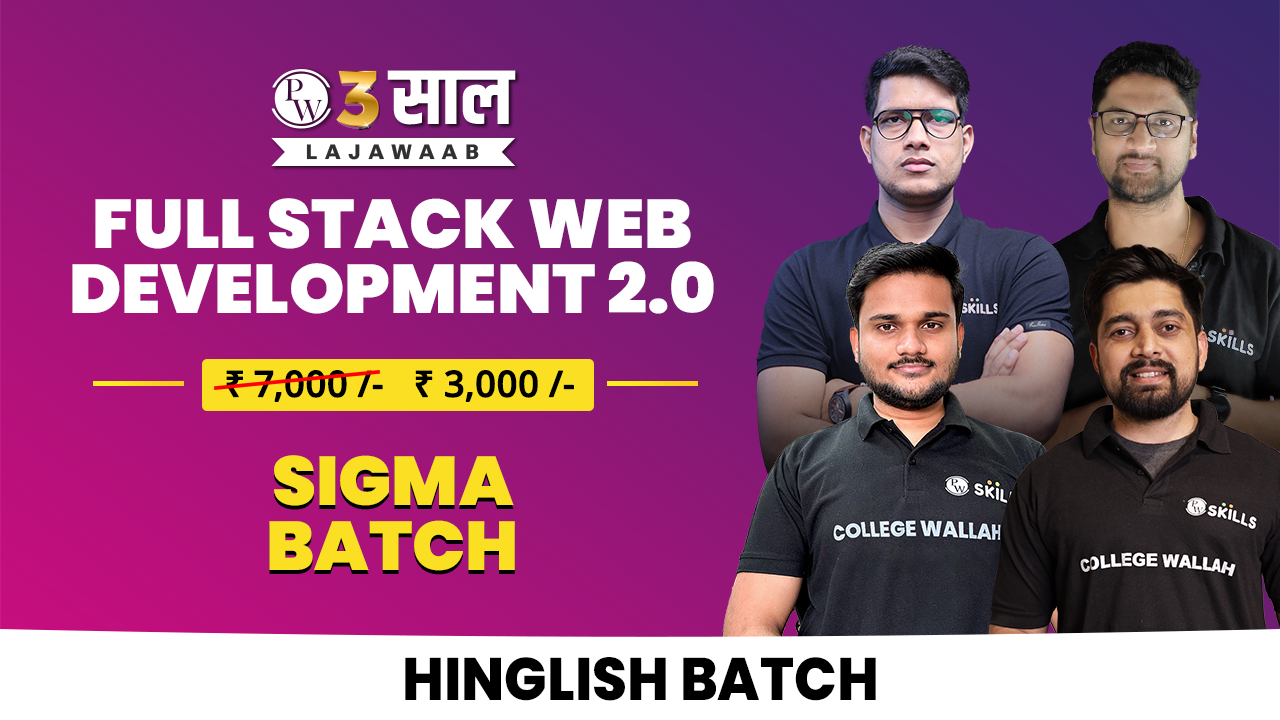 PW 3 साल
LAJAWAAB
FULL STACK WEB
DEVELOPMENT 2.0
₹ 7,000 /- ₹ 3,000 /-
SIGMA
BATCH
SKILLS
SKILLS
PW SKIL
COLLEGE WALLAH
PW SKILLS
COLLEGE WALLAH
HINGLISH BATCH